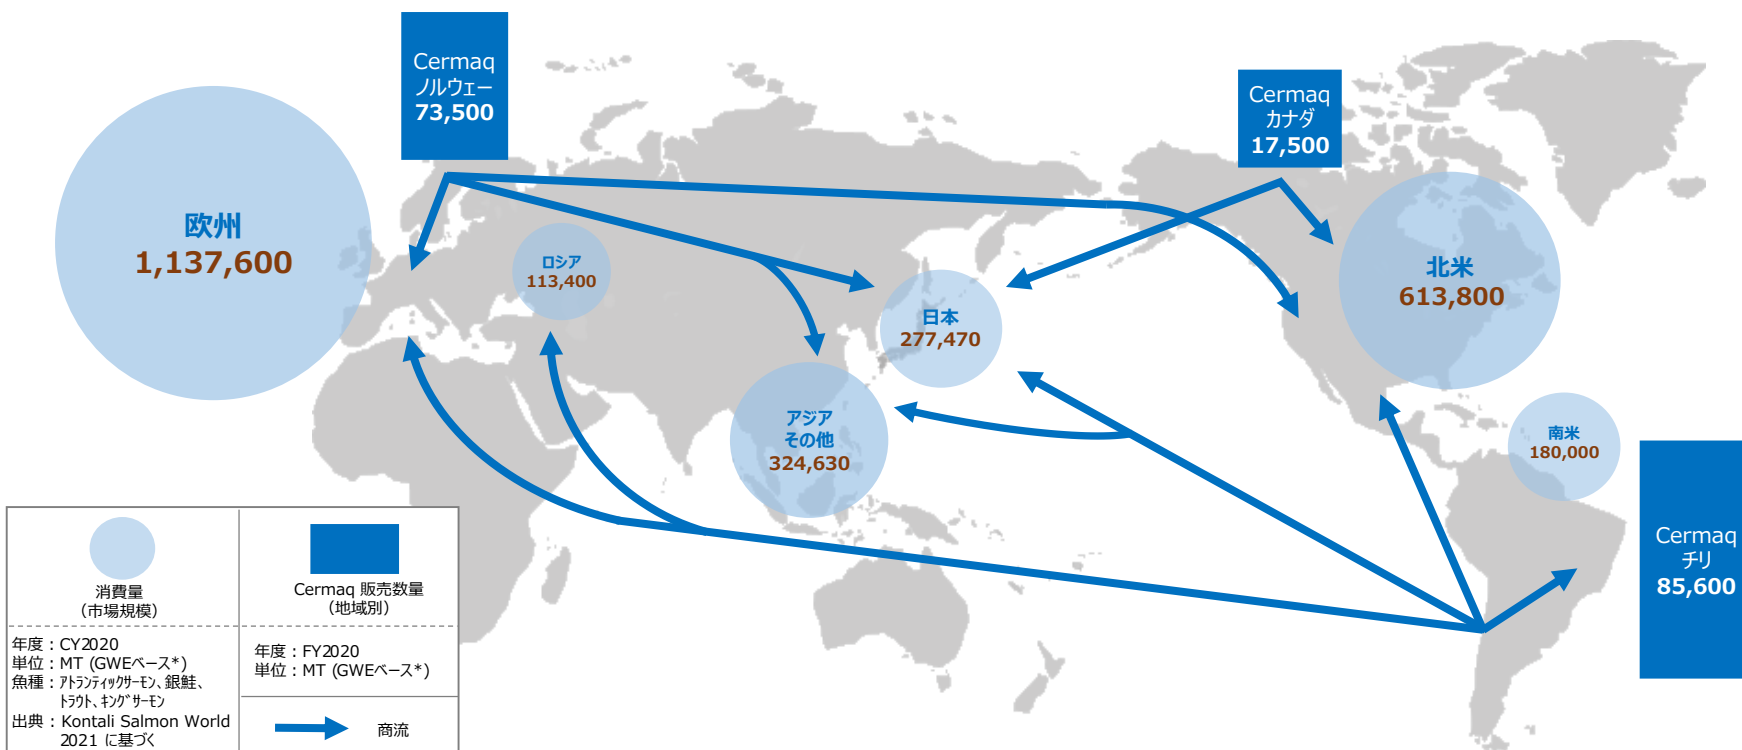 Cermaq
ノルウェー
73,500
Cermaq
カナダ
17,500
欧州
1,137,600
ロシア
113,400
日本
277,470
北米
613,800
アジア
その他
324,630
南米
180,000
Cermaq
チリ
85,600
消費量
(市場規模)
Cermaq 販売数量
(地域別)
年度：CY2020
単位：MT (GWEベース*)
魚種：ｱﾄﾗﾝﾃｨｯｸｻｰﾓﾝ、銀鮭、
ﾄﾗｳﾄ、ｷﾝｸﾞｻｰﾓﾝ
出典：Kontali Salmon World
2021 に基づく
年度：FY2020
単位：MT (GWEベース*)
商流